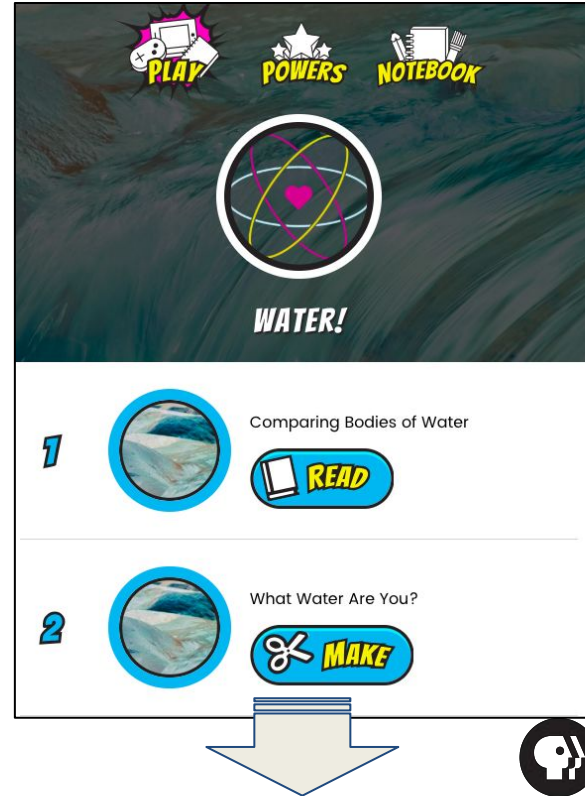 PLAY POWERS NOTEBOOK
WATER!
1
Comparing Bodies of Water
READ
2
What Water Are You?
MAKE